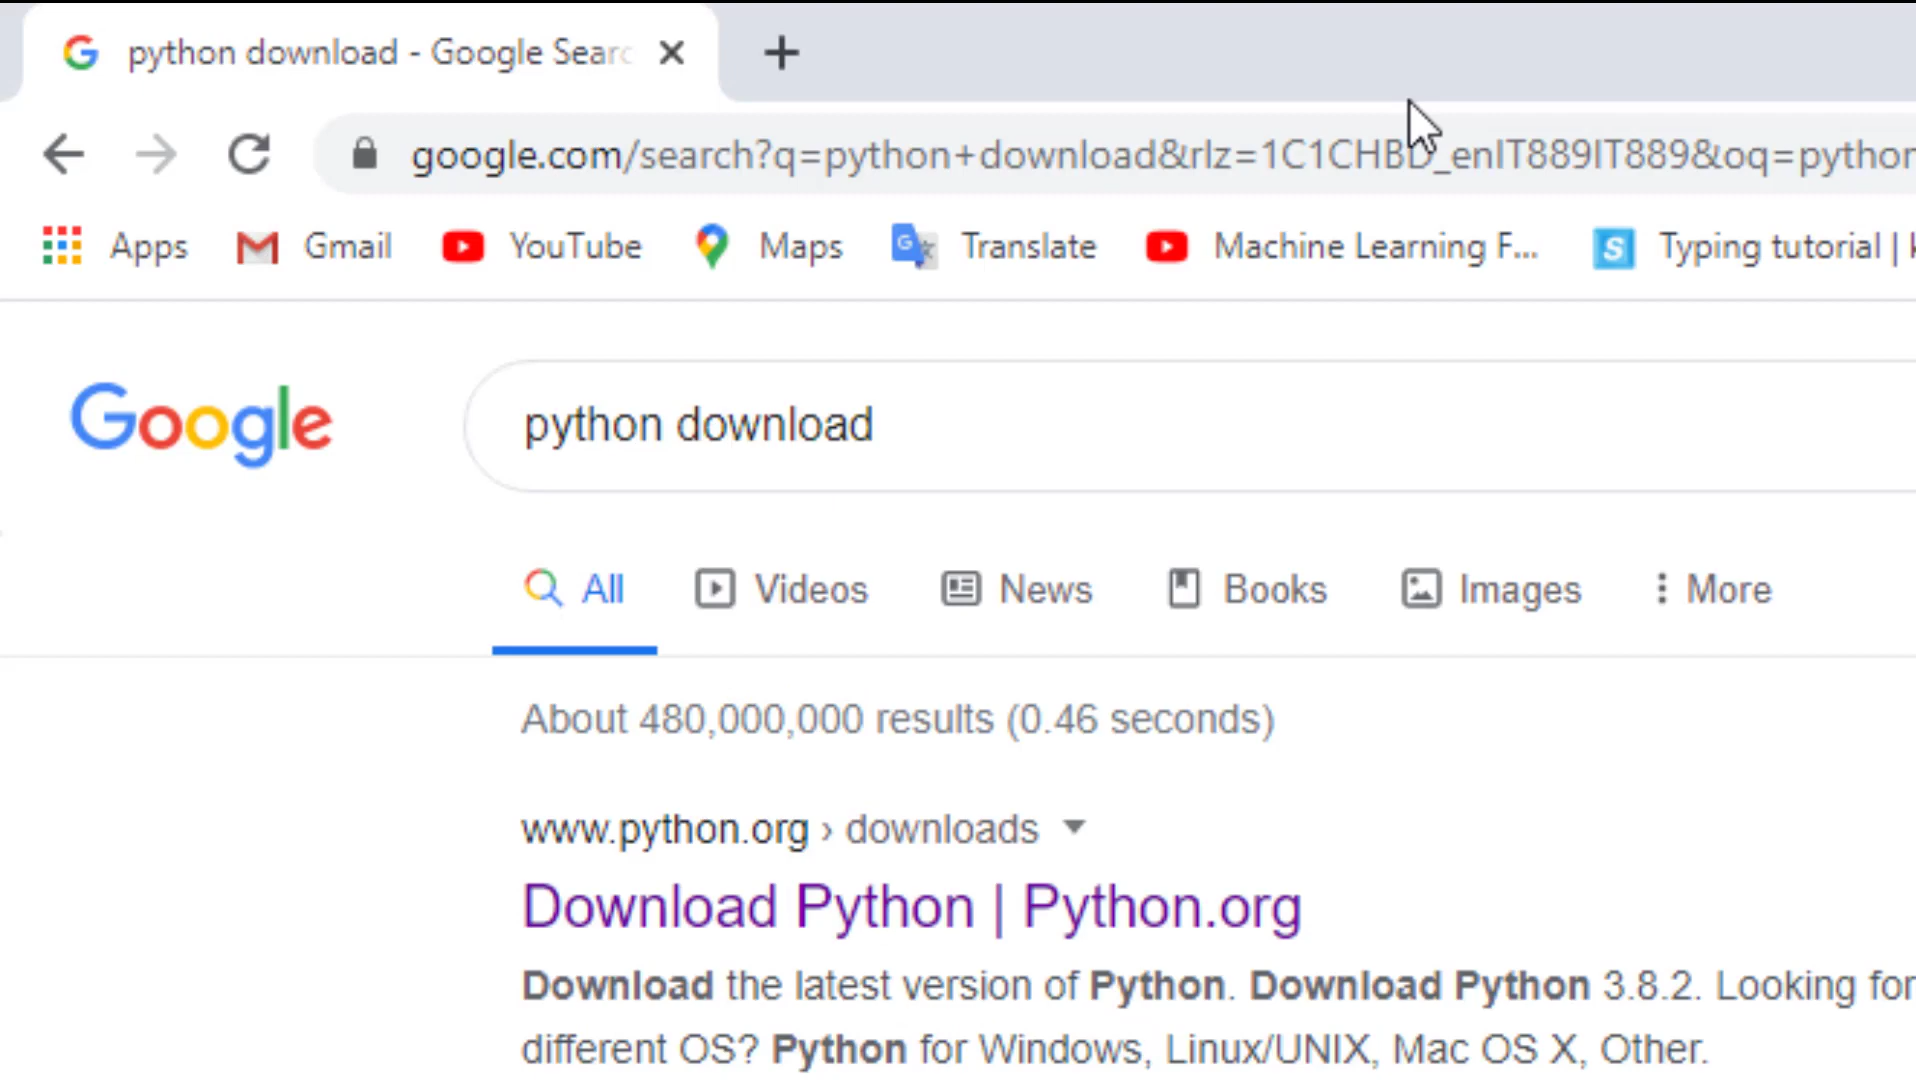 python download - Google Searc
google.com/search?q=python+download&rlz=1C1CHBD_enIT889IT889&oq=python
Apps Gmail YouTube Maps Translate Machine Learning F... Typing tutorial |
Google python download
All Videos News Books Images More
About 480,000,000 results (0.46 seconds)
www.python.org › downloads
Download Python | Python.org
Download the latest version of Python. Download Python 3.8.2. Looking for
different OS? Python for Windows, Linux/UNIX, Mac OS X, Other.